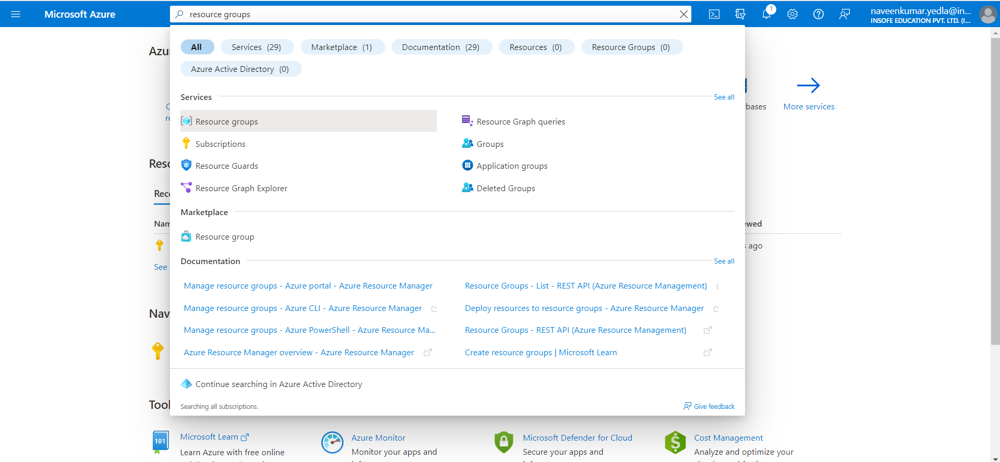 Microsoft Azure
resource groups
1
naveenkumar.yedla@in...
INSOFE EDUCATION PVT. LTD. (I...
All
Services (29)
Marketplace (1)
Documentation (29)
Resources (0)
Resource Groups (0)
Azure Active Directory (0)
Services
See all
Resource groups
Resource Graph queries
Subscriptions
Groups
Resource Guards
Application groups
Resource Graph Explorer
Deleted Groups
Marketplace
Resource group
Documentation
See all
Manage resource groups - Azure portal - Azure Resource Manager
Resource Groups - List - REST API (Azure Resource Management)
Manage resource groups - Azure CLI - Azure Resource Manager
Deploy resources to resource groups - Azure Resource Manager
Manage resource groups - Azure PowerShell - Azure Resource Ma...
Resource Groups - REST API (Azure Resource Management)
Azure Resource Manager overview - Azure Resource Manager
Create resource groups | Microsoft Learn
Continue searching in Azure Active Directory
Searching all subscriptions.
Give feedback
bases
More services
ago
See
101
Microsoft Learn
Learn Azure with free online
Azure Monitor
Monitor your apps and
Microsoft Defender for Cloud
Secure your apps and
Cost Management
Analyze and optimize your